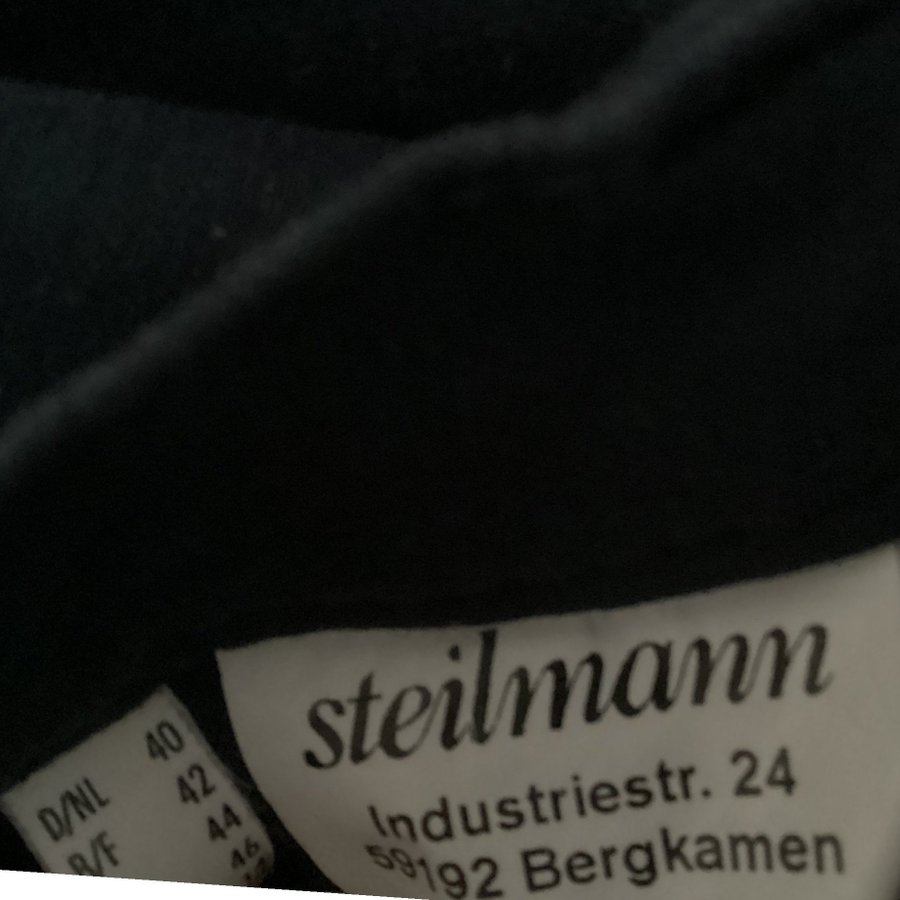 D/NL 40
B/F 42
44
46
steilmann
Industriestr. 24
59192 Bergkamen